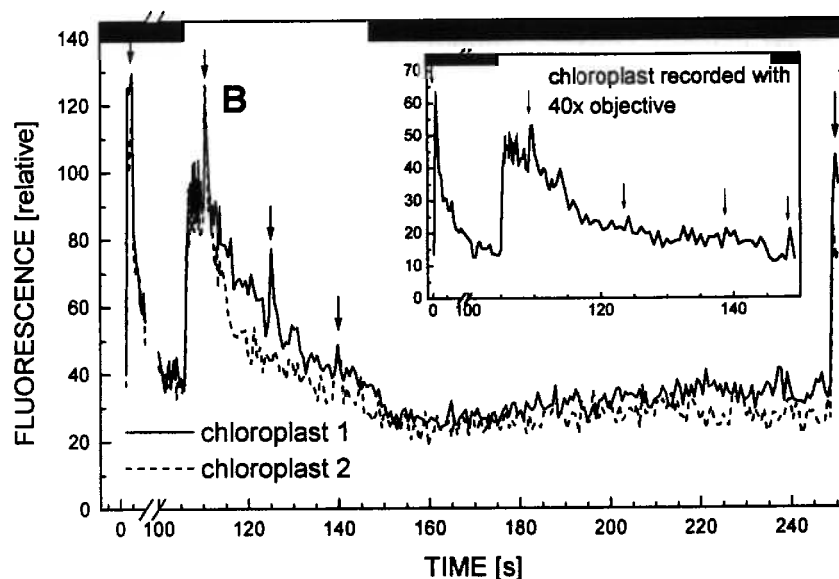 140
120
100
80
60
40
20
0
FLUORESCENCE [relative]
B
chloroplast 1
chloroplast 2
0 100 120 140 160 180 200 220 240
TIME [s]
chloroplast recorded with
40x objective
70
60
50
40
30
20
10
0 100 120 140